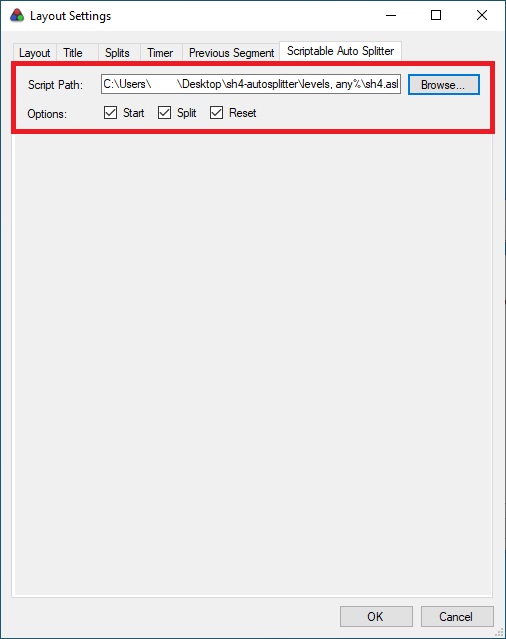 Layout Settings
Layout Title Splits Timer Previous Segment Scriptable Auto Splitter
Script Path: C:\Users\ \Desktop\sh4-autosplitter\levels, any%\sh4.asl Browse...
Options: Start Split Reset
OK Cancel